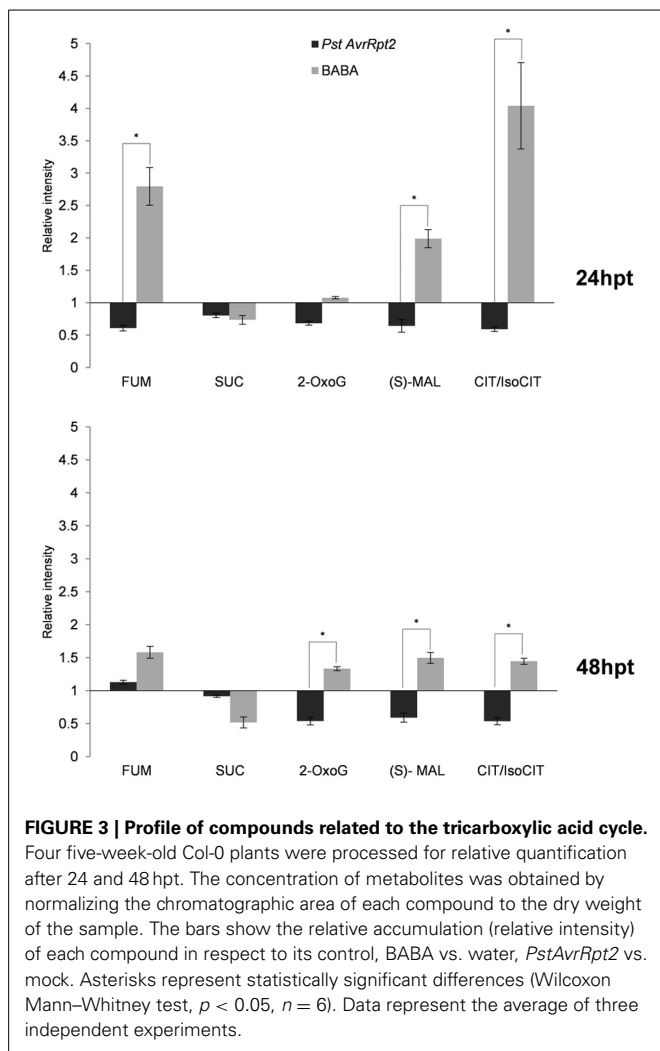 5
4.5
4
3.5
3
2.5
2
1.5
1
0.5
0
Relative intensity
Pst AvrRpt2
BABA
*
*
*
24hpt
FUM SUC 2-OxoG (S)-MAL CIT/IsoCIT
5
4.5
4
3.5
3
2.5
2
1.5
1
0.5
0
Relative intensity
*
*
*
48hpt
FUM SUC 2-OxoG (S)- MAL CIT/IsoCIT
FIGURE 3 | Profile of compounds related to the tricarboxylic acid cycle.
Four five-week-old Col-0 plants were processed for relative quantification
after 24 and 48 hpt. The concentration of metabolites was obtained by
normalizing the chromatographic area of each compound to the dry weight
of the sample. The bars show the relative accumulation (relative intensity)
of each compound in respect to its control, BABA vs. water, PstAvrRpt2 vs.
mock. Asterisks represent statistically significant differences (Wilcoxon
Mann–Whitney test, p < 0.05, n = 6). Data represent the average of three
independent experiments.